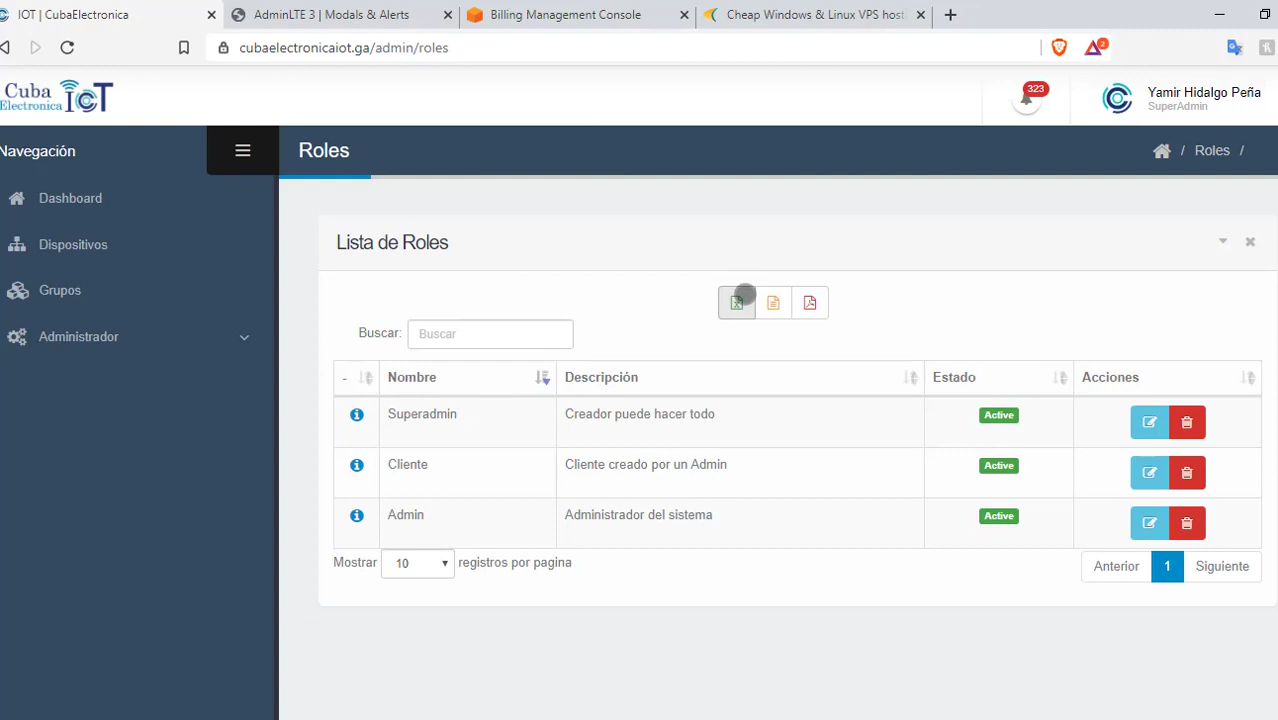 IOT | CubaElectronica
AdminLTE 3 | Modals & Alerts
Billing Management Console
Cheap Windows & Linux VPS host
cubaelectronicaiot.ga/admin/roles
2
Cuba
Electronica
IoT
323
Yamir Hidalgo Peña
SuperAdmin
Navegación
Roles
/ Roles /
Dashboard
Dispositivos
Grupos
Administrador
Lista de Roles
Buscar: Buscar
- Nombre Descripción Estado Acciones
Superadmin Creador puede hacer todo Active
Cliente Cliente creado por un Admin Active
Admin Administrador del sistema Active
Mostrar 10 registros por pagina
Anterior 1 Siguiente